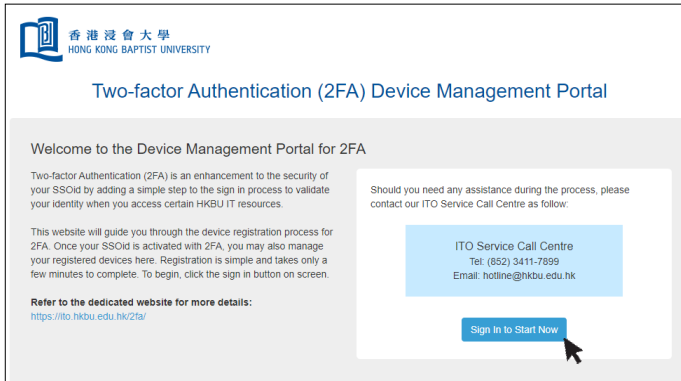 香港浸會大學
HONG KONG BAPTIST UNIVERSITY
Two-factor Authentication (2FA) Device Management Portal
Welcome to the Device Management Portal for 2FA
Two-factor Authentication (2FA) is an enhancement to the security of
your SSOid by adding a simple step to the sign in process to validate
your identity when you access certain HKBU IT resources.
This website will guide you through the device registration process for
2FA. Once your SSOid is activated with 2FA, you may also manage
your registered devices here. Registration is simple and takes only a
few minutes to complete. To begin, click the sign in button on screen.
Refer to the dedicated website for more details:
https://ito.hkbu.edu.hk/2fa/
Should you need any assistance during the process, please
contact our ITO Service Call Centre as follow:
ITO Service Call Centre
Tel: (852) 3411-7899
Email: hotline@hkbu.edu.hk
Sign In to Start Now